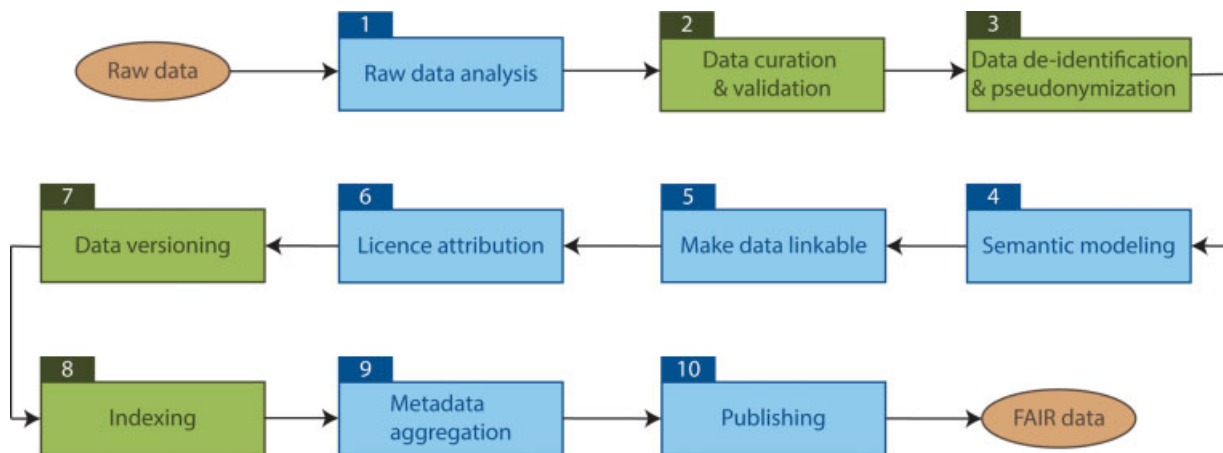 Raw data
1
Raw data analysis
2
Data curation
& validation
3
Data de-identification
& pseudonymization
4
Semantic modeling
5
Make data linkable
6
Licence attribution
7
Data versioning
8
Indexing
9
Metadata
aggregation
10
Publishing
FAIR data